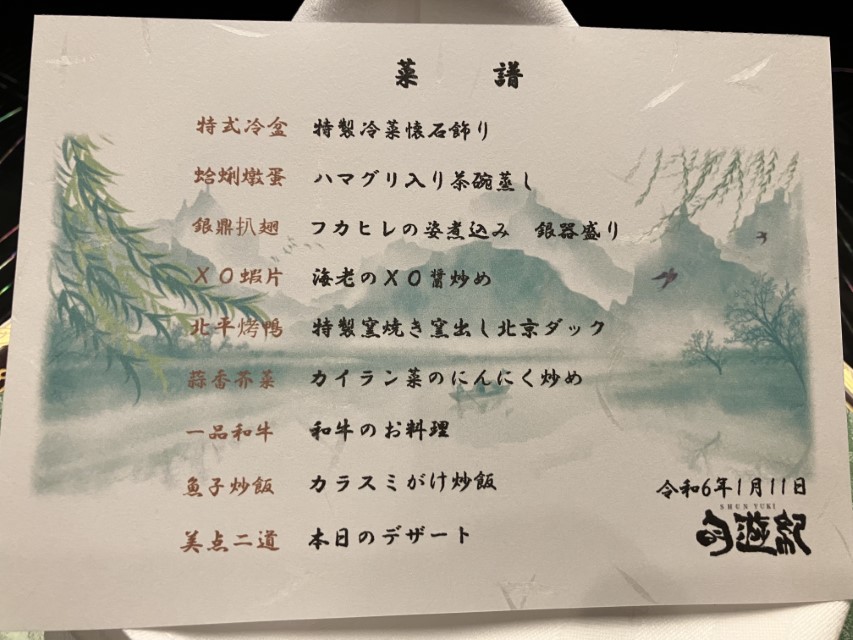 菜 譜
特式冷盆 特製冷菜懐石飾り
蛤蜊燉蛋 ハマグリ入り茶碗蒸し
銀鼎扒翅 フカヒレの姿煮込み 銀器盛り
XO蝦片 海老のXO醤炒め
北平烤鴨 特製窯焼き窯出し北京ダック
蒜香芥菜 カイラン菜のにんにく炒め
一品和牛 和牛のお料理
魚子炒飯 カラスミがけ炒飯
美点二道 本日のデザート
令和6年1月11日
SHUN YUKI
旬遊紀